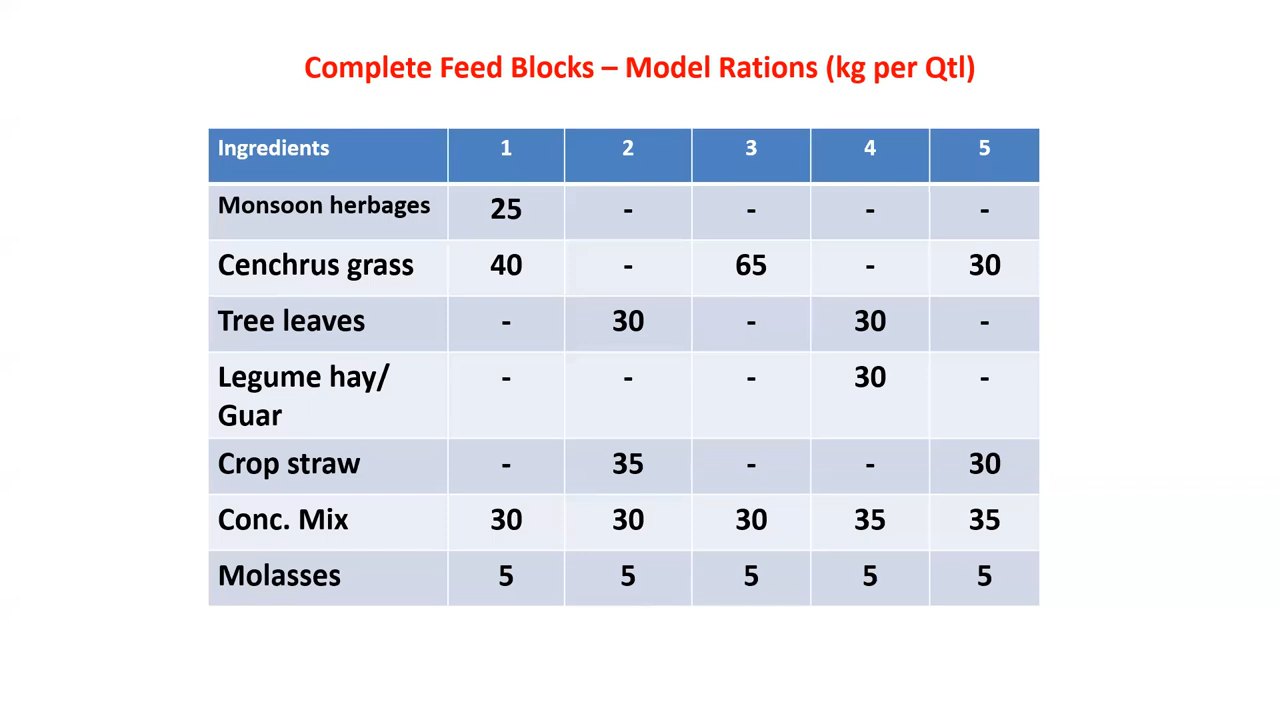 Complete Feed Blocks – Model Rations (kg per Qtl)
Ingredients 1 2 3 4 5
Monsoon herbages 25 - - - -
Cenchrus grass 40 - 65 - 30
Tree leaves - 30 - 30 -
Legume hay/ - - - 30 -
Guar
Crop straw - 35 - - 30
Conc. Mix 30 30 30 35 35
Molasses 5 5 5 5 5